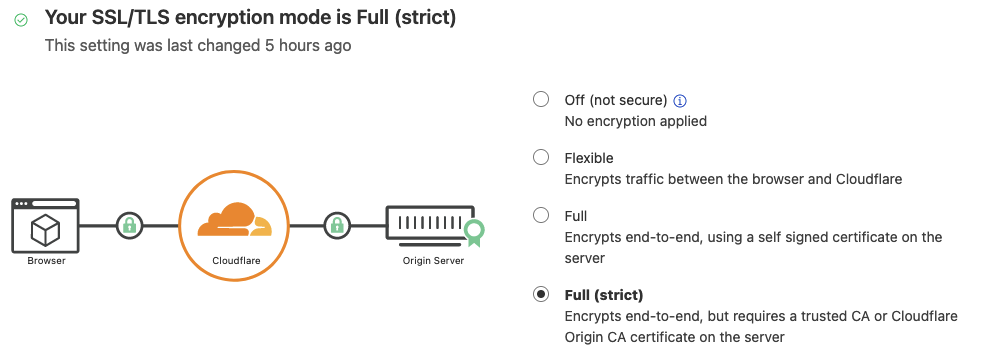 Your SSL/TLS encryption mode is Full (strict)
This setting was last changed 5 hours ago
Off (not secure)
No encryption applied
Flexible
Encrypts traffic between the browser and Cloudflare
Full
Encrypts end-to-end, using a self signed certificate on the
server
Full (strict)
Encrypts end-to-end, but requires a trusted CA or Cloudflare
Origin CA certificate on the server
Browser
Cloudflare
Origin Server